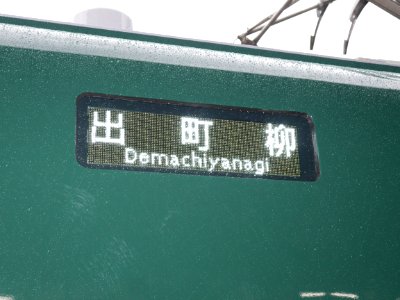 出町柳
Demachiyanagi